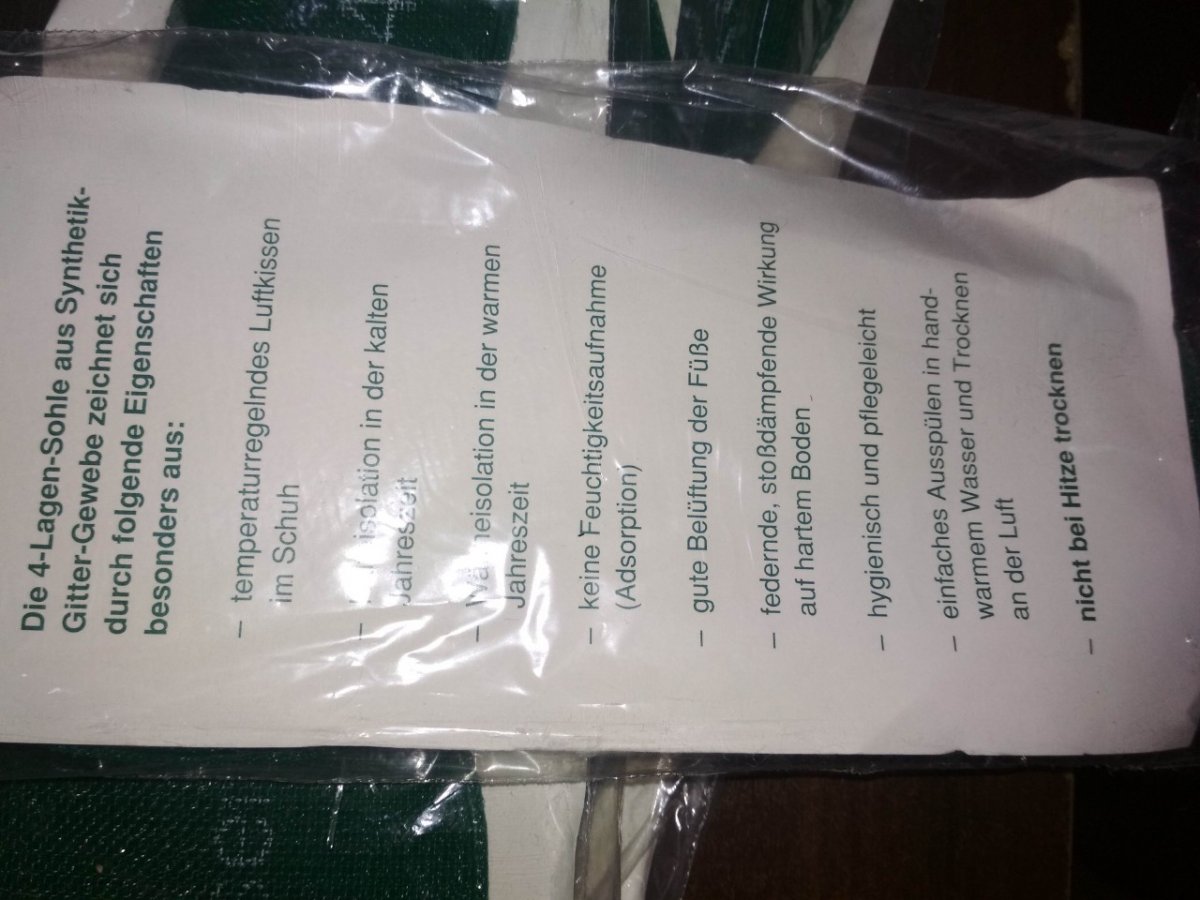 Die 4-Lagen-Sohle aus Synthetik-
Gitter-Gewebe zeichnet sich
durch folgende Eigenschaften
besonders aus:
– temperaturregelndes Luftkissen
im Schuh
– isolation in der kalten
Jahreszeit
– Wärmeisolation in der warmen
Jahreszeit
– keine Feuchtigkeitsaufnahme
(Adsorption)
– gute Belüftung der Füße
– federnde, stoßdämpfende Wirkung
auf hartem Boden
– hygienisch und pflegeleicht
– einfaches Ausspülen in hand-
warmem Wasser und Trocknen
an der Luft
– nicht bei Hitze trocknen